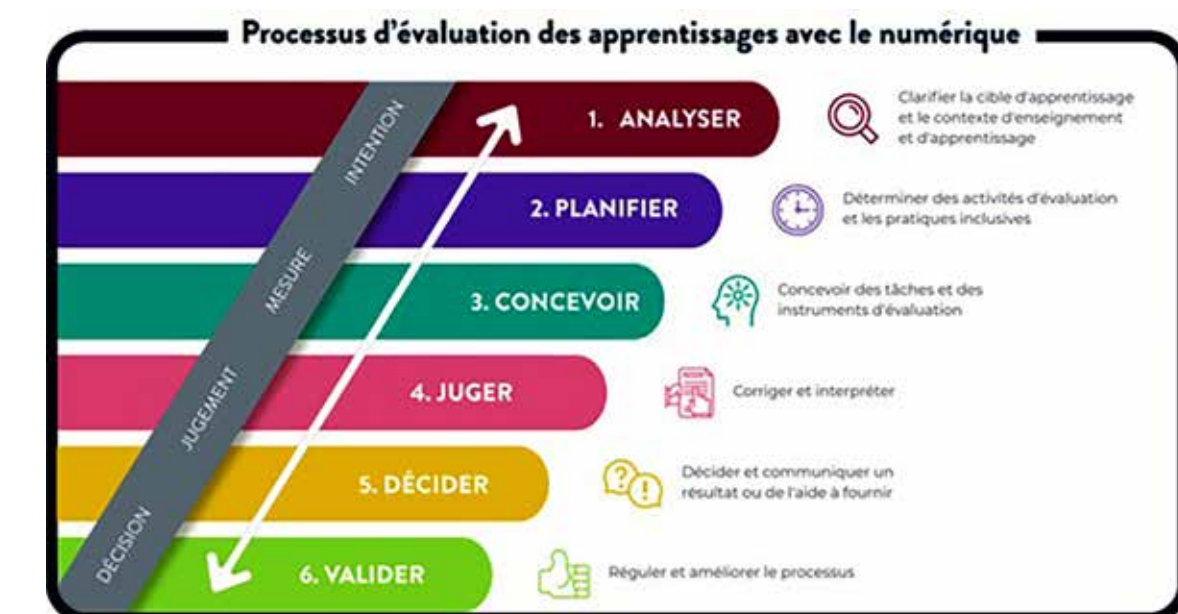 Processus d'évaluation des apprentissages avec le numérique
INTENTION
MESURE
JUGEMENT
DÉCISION
1. ANALYSER
Clarifier la cible d'apprentissage
et le contexte d'enseignement
et d'apprentissage
2. PLANIFIER
Déterminer des activités d'évaluation
et les pratiques inclusives
3. CONCEVOIR
Concevoir des tâches et des
instruments d'évaluation
4. JUGER
Corriger et interpréter
5. DÉCIDER
Décider et communiquer un
résultat ou de l'aide à fournir
6. VALIDER
Réguler et améliorer le processus